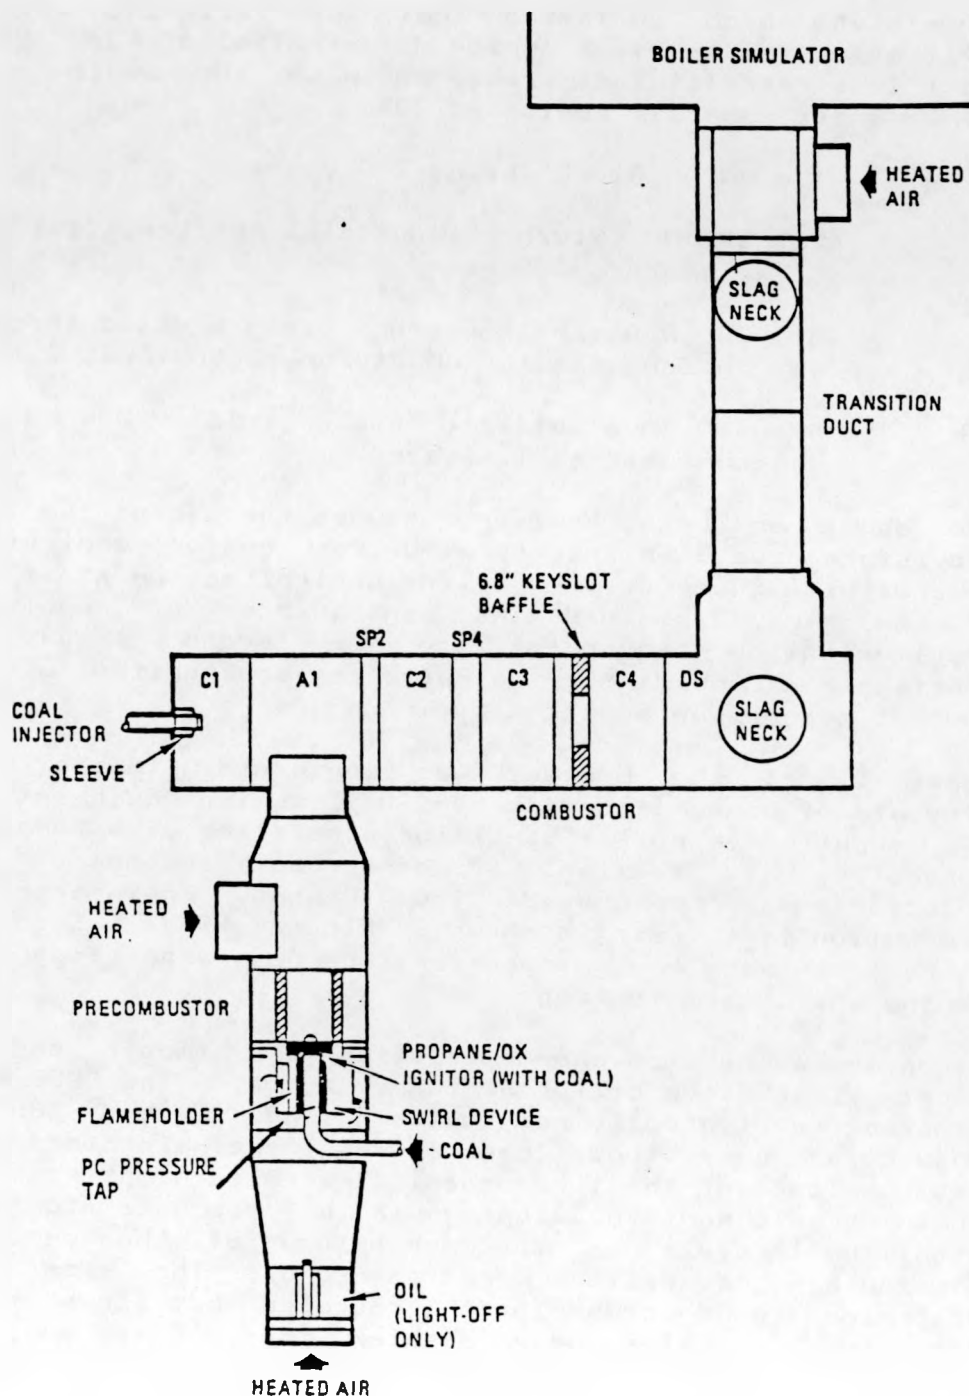 BOILER SIMULATOR
HEATED
AIR
SLAG
NECK
TRANSITION
DUCT
6.8" KEYSLOT
BAFFLE
SP2
SP4
C1
A1
C2
C3
C4
DS
COAL
INJECTOR
SLEEVE
SLAG
NECK
COMBUSTOR
HEATED
AIR
PRECOMBUSTOR
PROPANE/OX
IGNITOR (WITH COAL)
FLAMEHOLDER
SWIRL DEVICE
COAL
PC PRESSURE
TAP
OIL
(LIGHT-OFF
ONLY)
HEATED AIR